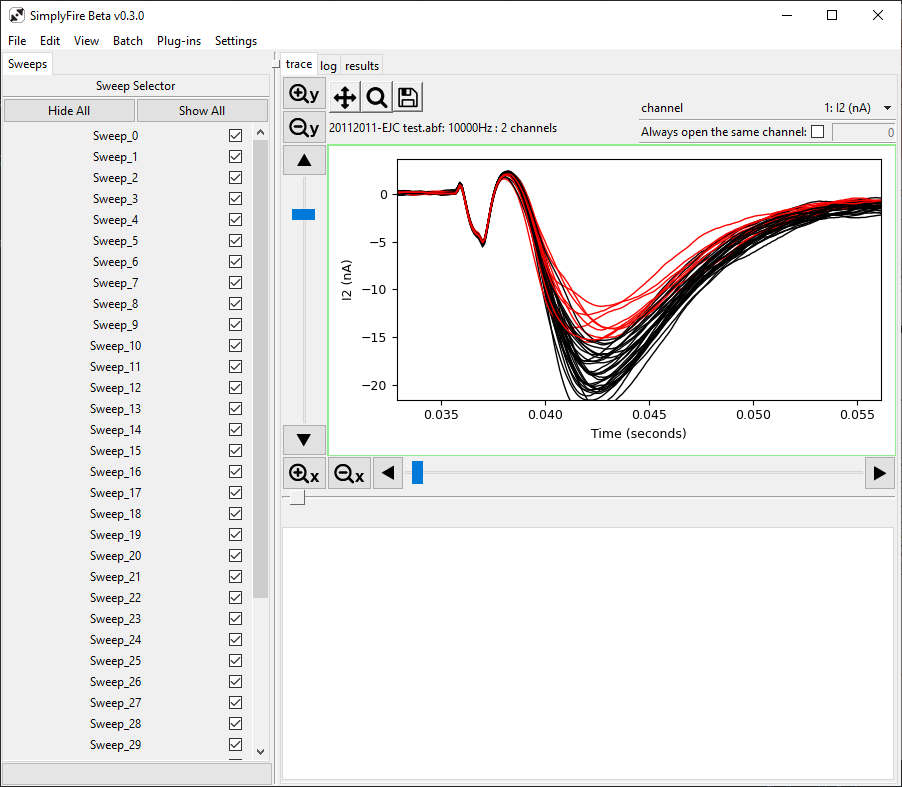 SimplyFire Beta v0.3.0
File Edit View Batch Plug-ins Settings
Sweeps
Sweep Selector
Hide All Show All
Sweep_0
Sweep_1
Sweep_2
Sweep_3
Sweep_4
Sweep_5
Sweep_6
Sweep_7
Sweep_8
Sweep_9
Sweep_10
Sweep_11
Sweep_12
Sweep_13
Sweep_14
Sweep_15
Sweep_16
Sweep_17
Sweep_18
Sweep_19
Sweep_20
Sweep_21
Sweep_22
Sweep_23
Sweep_24
Sweep_25
Sweep_26
Sweep_27
Sweep_28
Sweep_29
trace log results
y
y
channel 1: I2 (nA)
20112011-EJC test.abf: 10000Hz : 2 channels
Always open the same channel: 0
I2 (nA)
0
−5
−10
−15
−20
0.035 0.040 0.045 0.050 0.055
Time (seconds)
x x